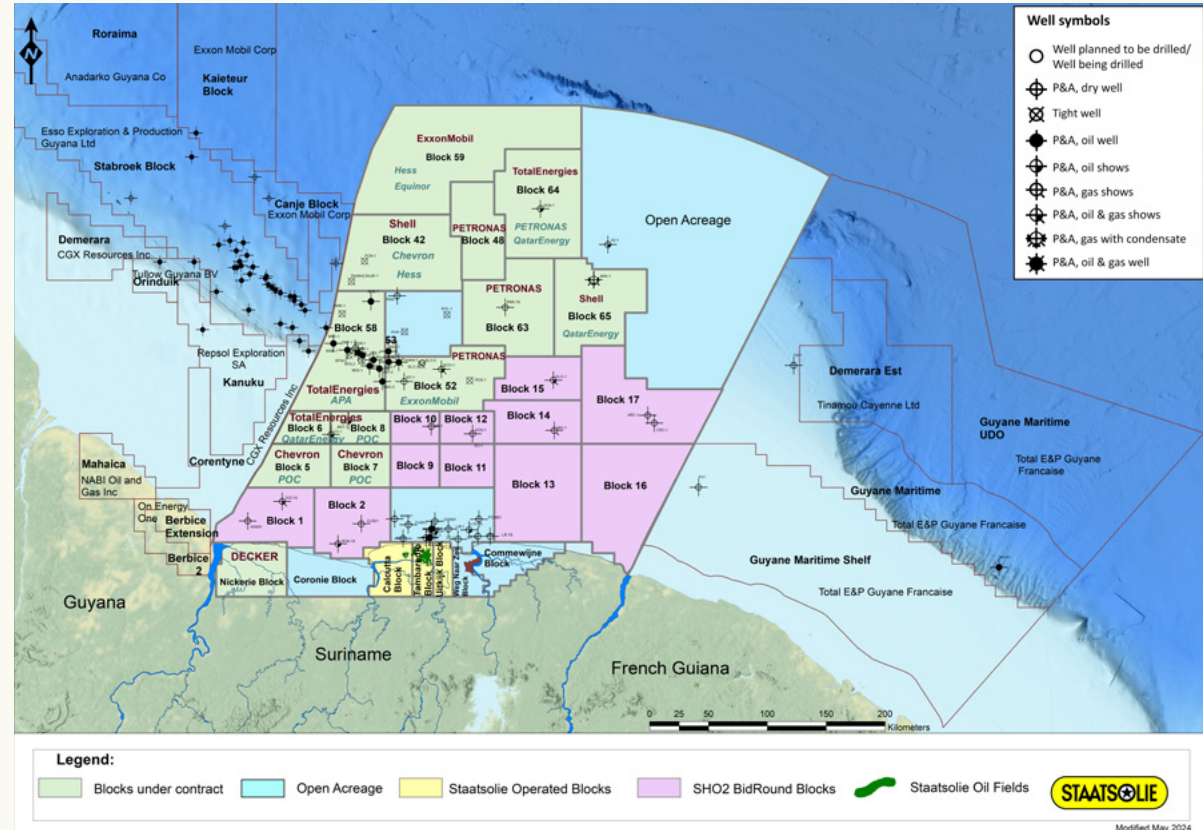 N
Roraima
Anadarko Guyana Co
Exxon Mobil Corp
Kaieteur
Block
Esso Exploration & Production
Guyana Ltd
Stabroek Block
Canje Block
Exxon Mobil Corp
Demerara
CGX Resources Inc
Tullow Guyana BV
Orinduik
Repsol Exploration
SA
Kanuku
CGX Resources Inc
Corentyne
Mahaica
NABI Oil and
Gas Inc
On Energy
One
Berbice
Extension
Berbice
2
ExxonMobil
Block 59
Hess
Equinor
TotalEnergies
Block 64
PETRONAS
QatarEnergy
Shell
Block 42
Chevron
Hess
PETRONAS
Block 48
Open Acreage
PETRONAS
Block 63
Shell
Block 65
QatarEnergy
Block 58
TotalEnergies
APA
53
PETRONAS
Block 52
ExxonMobil
TotalEnergies
Block 6
QatarEnergy
Block 8
POC
Chevron
Block 5
POC
Block 7
POC
Block 10
Block 12
Block 9
Block 11
Block 15
Block 14
Block 17
Block 13
Block 16
Block 1
Block 2
DECKER
Nickerie Block
Coronie Block
Calcutta
Block
Tambaredjo
Block
Uitkijk Block
Weg Naar Zee
Block
Commewijne
Block
Guyana
Suriname
French Guiana
Demerara Est
Tinamou Cayenne Ltd
Guyane Maritime
UDO
Total E&P Guyane
Francaise
Guyane Maritime
Total E&P Guyane Francaise
Guyane Maritime Shelf
Total E&P Guyane Francaise
0 25 50 100 150 200
Kilometers
Well symbols
Well planned to be drilled/
Well being drilled
P&A, dry well
Tight well
P&A, oil well
P&A, oil shows
P&A, gas shows
P&A, oil & gas shows
P&A, gas with condensate
P&A, oil & gas well
Legend:
Blocks under contract
Open Acreage
Staatsolie Operated Blocks
SHO2 BidRound Blocks
Staatsolie Oil Fields
STAATSOLIE
Modified May 2024